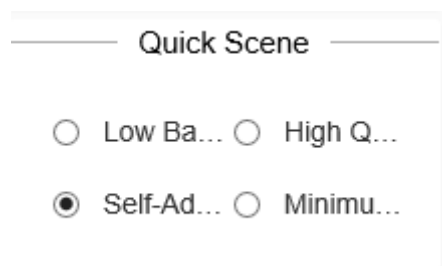 Quick Scene
Low Ba... High Q...
Self-Ad... Minimu...